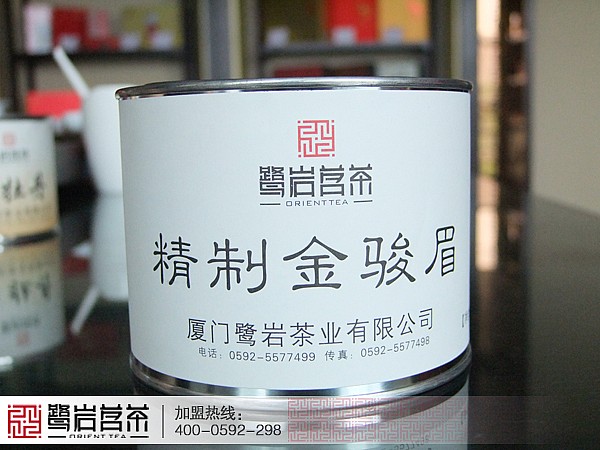 鹭岩茗茶
ORIENTTEA
精制金骏眉
厦门鹭岩茶业有限公司
电话：0592-5577499 传真：0592-5577498
牡丹
鹭岩茗茶
ORIENT TEA
加盟热线：
400-0592-298